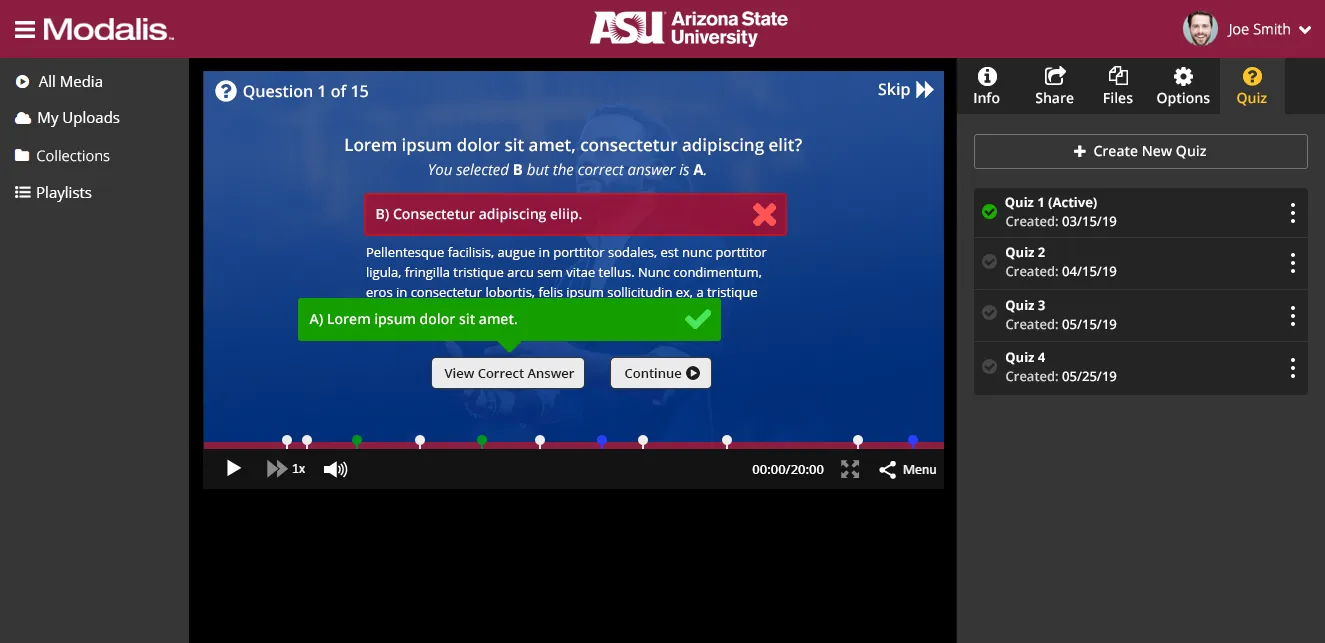 Modalis™
ASU Arizona State
University
Joe Smith
All Media
My Uploads
Collections
Playlists
Question 1 of 15
Skip
Lorem ipsum dolor sit amet, consectetur adipiscing elit?
You selected B but the correct answer is A.
B) Consectetur adipiscing eliip.
Pellentesque facilisis, augue in porttitor sodales, est nunc porttitor
ligula, fringilla tristique arcu sem vitae tellus. Nunc condimentum,
eros in consectetur lobortis, felis ipsum sollicitudin ex, a tristique
A) Lorem ipsum dolor sit amet.
View Correct Answer
Continue
1x
00:00/20:00
Menu
Info
Share
Files
Options
Quiz
Create New Quiz
Quiz 1 (Active)
Created: 03/15/19
Quiz 2
Created: 04/15/19
Quiz 3
Created: 05/15/19
Quiz 4
Created: 05/25/19